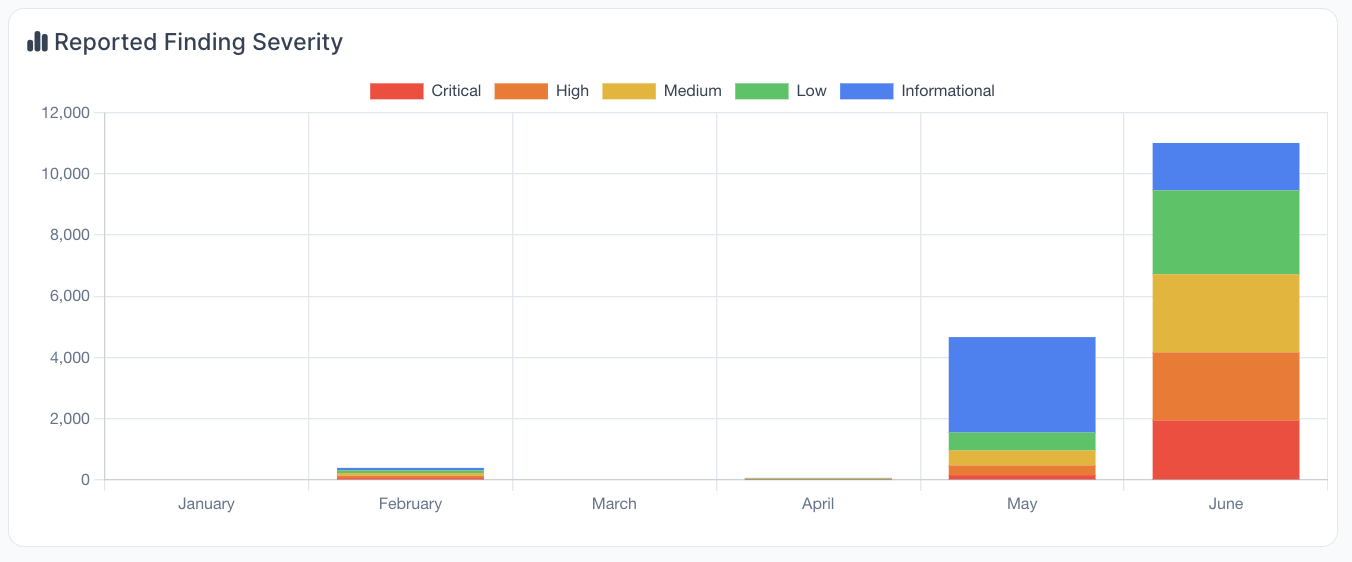 Reported Finding Severity
Critical High Medium Low Informational
12,000
10,000
8,000
6,000
4,000
2,000
0
January February March April May June